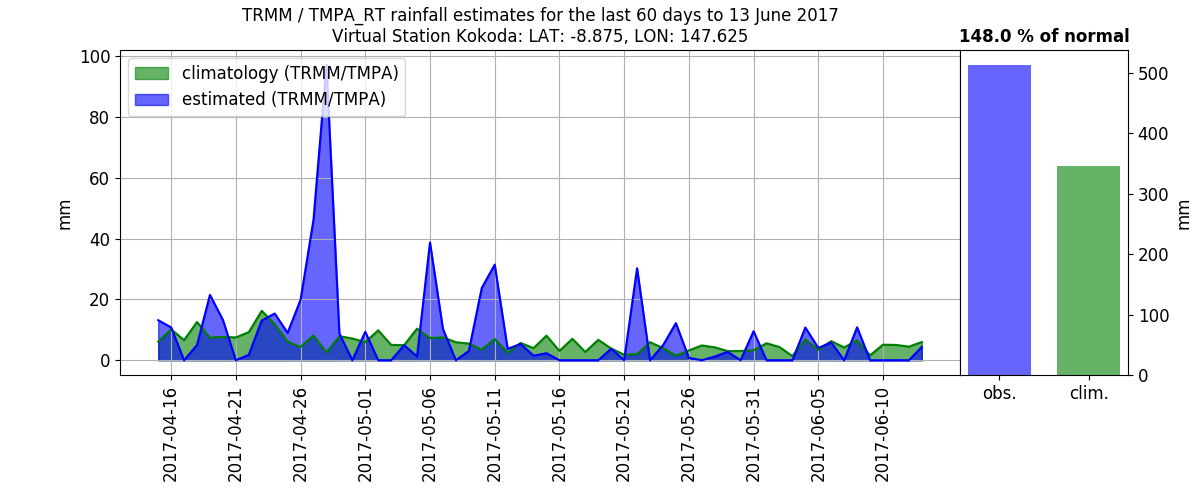 TRMM / TMPA_RT rainfall estimates for the last 60 days to 13 June 2017
Virtual Station Kokoda: LAT: -8.875, LON: 147.625
148.0 % of normal
climatology (TRMM/TMPA)
estimated (TRMM/TMPA)
100
80
60
40
20
0
mm
2017-04-16
2017-04-21
2017-04-26
2017-05-01
2017-05-06
2017-05-11
2017-05-16
2017-05-21
2017-05-26
2017-05-31
2017-06-05
2017-06-10
500
400
300
200
100
0
mm
obs.
clim.